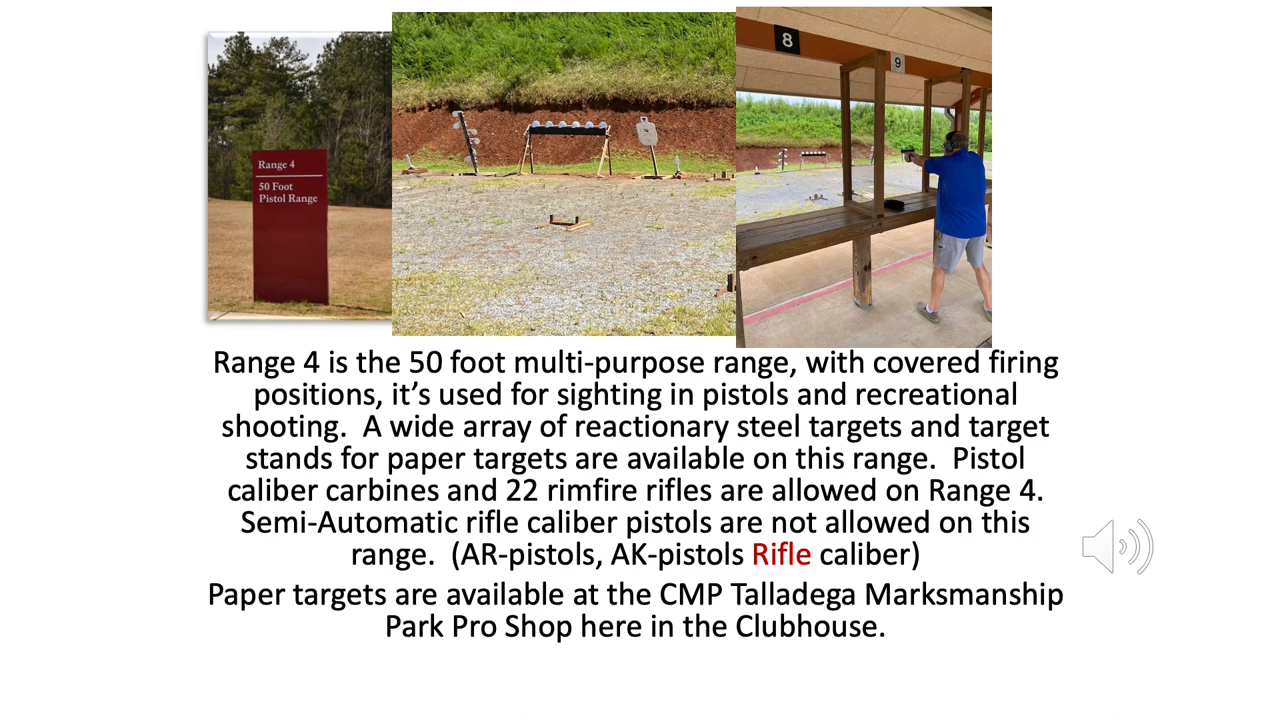 8
9
Range 4
50 Foot
Pistol Range
Range 4 is the 50 foot multi-purpose range, with covered firing
positions, it’s used for sighting in pistols and recreational
shooting.  A wide array of reactionary steel targets and target
stands for paper targets are available on this range.  Pistol
caliber carbines and 22 rimfire rifles are allowed on Range 4.
Semi-Automatic rifle caliber pistols are not allowed on this
range.  (AR-pistols, AK-pistols Rifle caliber)
Paper targets are available at the CMP Talladega Marksmanship
Park Pro Shop here in the Clubhouse.